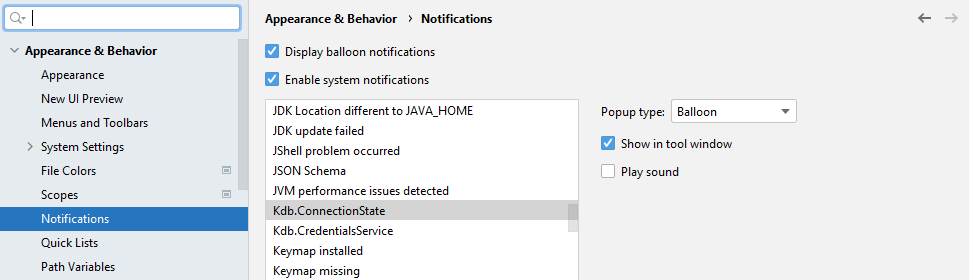 Appearance & Behavior
Appearance
New UI Preview
Menus and Toolbars
System Settings
File Colors
Scopes
Notifications
Quick Lists
Path Variables
Appearance & Behavior › Notifications
Display balloon notifications
Enable system notifications
JDK Location different to JAVA_HOME
JDK update failed
JShell problem occurred
JSON Schema
JVM performance issues detected
Kdb.ConnectionState
Kdb.CredentialsService
Keymap installed
Keymap missing
Popup type: Balloon
Show in tool window
Play sound